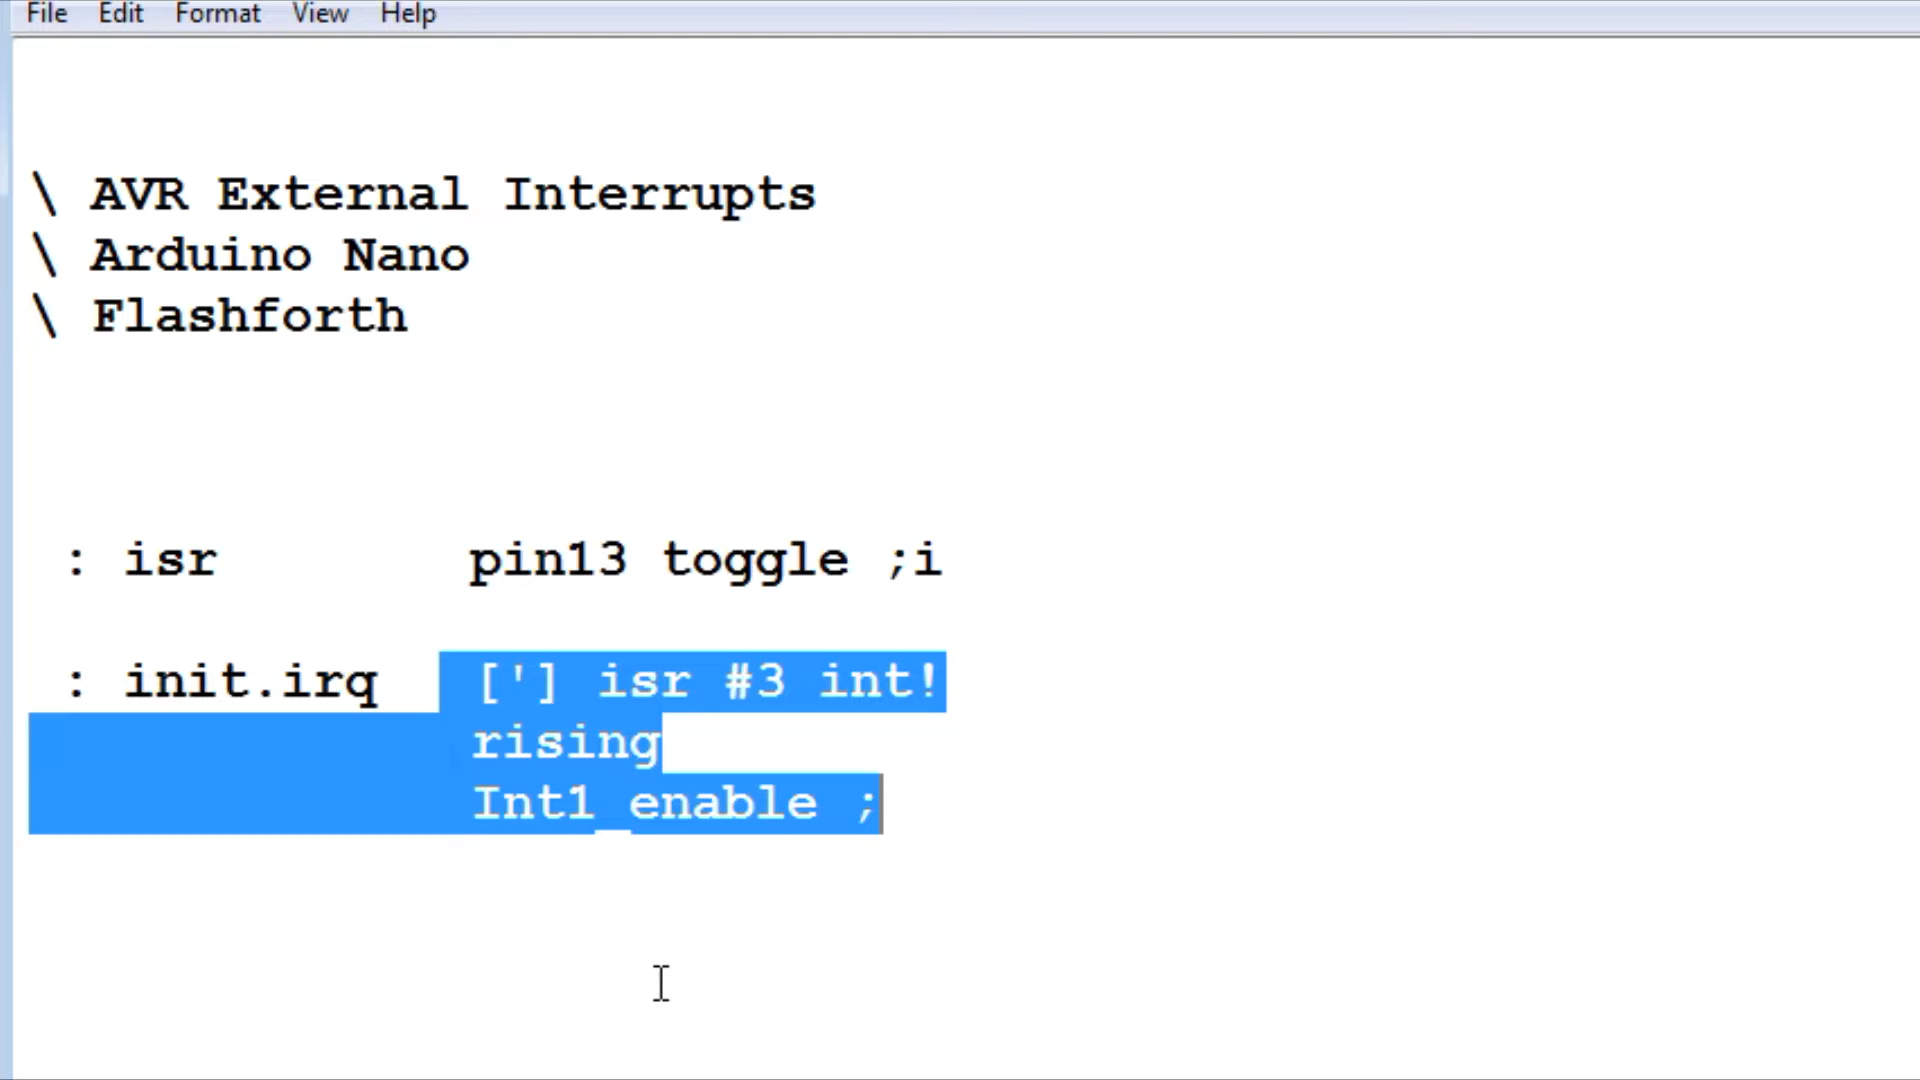 File Edit Format View Help
\ AVR External Interrupts
\ Arduino Nano
\ Flashforth
: isr pin13 toggle ;i
: init.irq ['] isr #3 int!
rising
Int1 enable ;